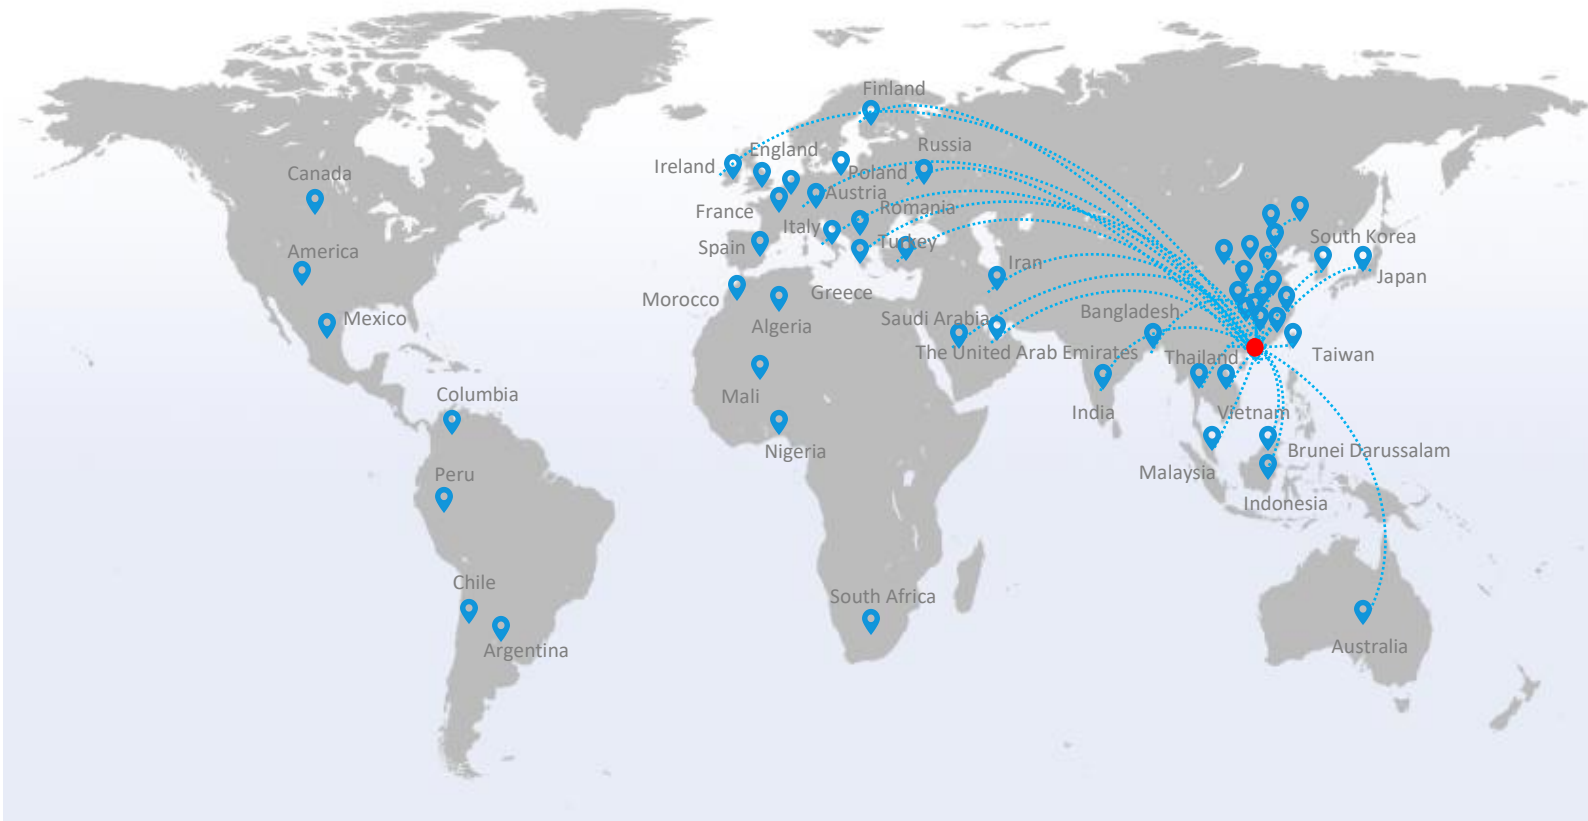 Finland
England
Russia
Ireland
Poland
Canada
Austria
France
Romania
Italy
Spain
Turkey
South Korea
America
Iran
Japan
Morocco
Greece
Algeria
Mexico
Saudi Arabia
Bangladesh
The United Arab Emirates
Thailand
Taiwan
Mali
Columbia
India
Vietnam
Nigeria
Brunei Darussalam
Peru
Malaysia
Indonesia
Chile
South Africa
Argentina
Australia